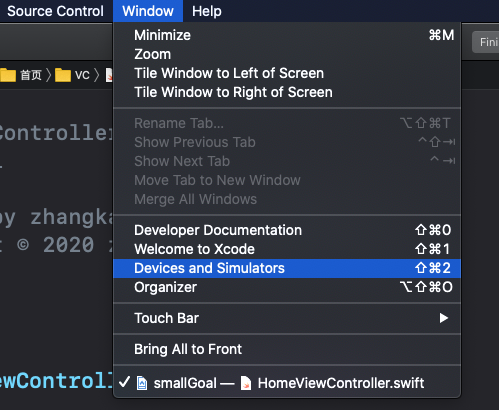 Source Control Window Help
Minimize ⌘M
Zoom
Tile Window to Left of Screen
Tile Window to Right of Screen
Rename Tab... ⌥⇧⌘T
Show Previous Tab ^⇧⇥
Show Next Tab ^⇥
Move Tab to New Window
Merge All Windows
Developer Documentation ⇧⌘0
Welcome to Xcode ⇧⌘1
Devices and Simulators ⇧⌘2
Organizer ⌥⇧⌘O
Touch Bar ▶
Bring All to Front
✓ smallGoal — HomeViewController.swift
Fini
首页 〉 VC 〉
Controller
by zhangka
t © 2020 z
ewControll